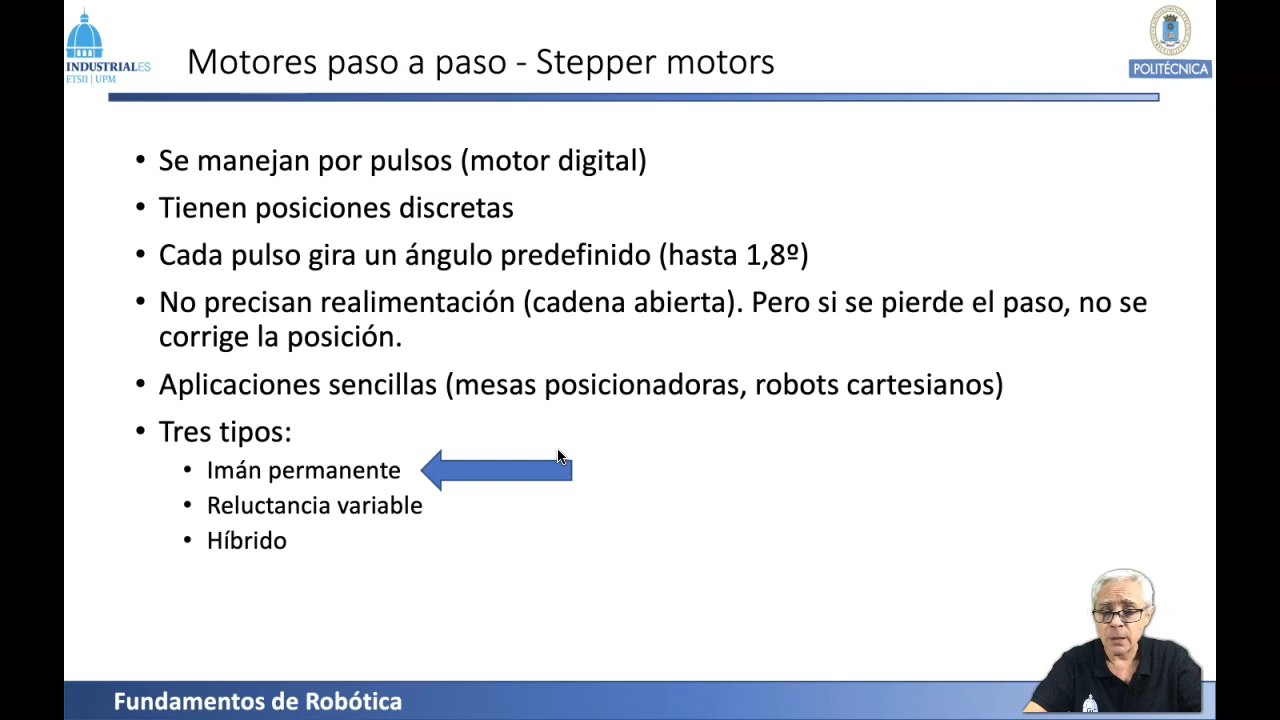 INDUSTRIALES
ETSII | UPM
Motores paso a paso - Stepper motors
POLITÉCNICA
• Se manejan por pulsos (motor digital)
• Tienen posiciones discretas
• Cada pulso gira un ángulo predefinido (hasta 1,8º)
• No precisan realimentación (cadena abierta). Pero si se pierde el paso, no se
corrige la posición.
• Aplicaciones sencillas (mesas posicionadoras, robots cartesianos)
• Tres tipos:
• Imán permanente
• Reluctancia variable
• Híbrido
Fundamentos de Robótica